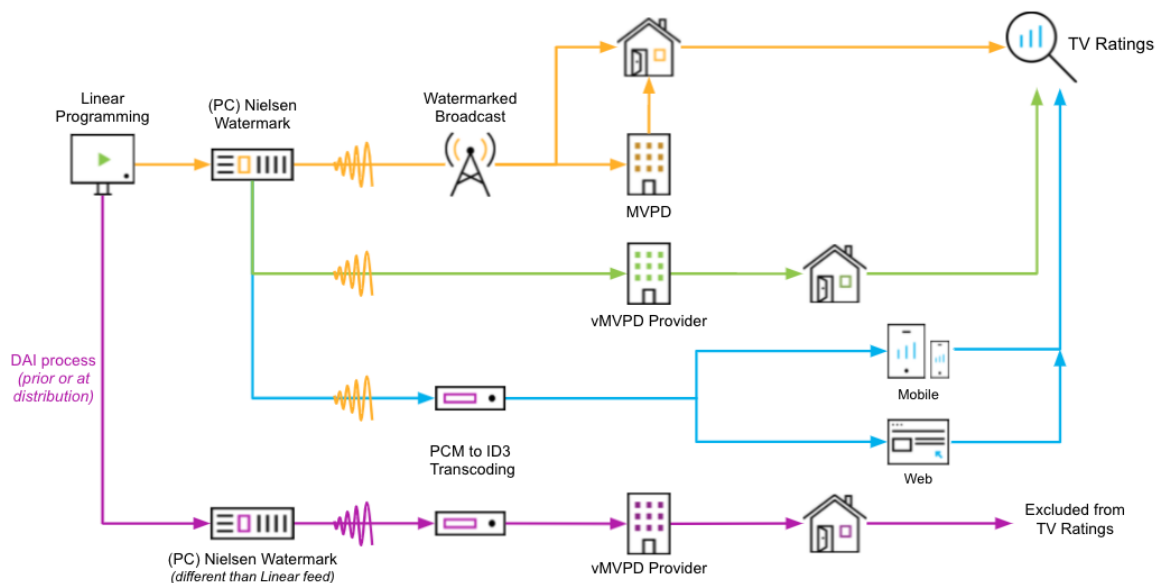 TV Ratings
Linear
Programming
(PC) Nielsen
Watermark
Watermarked
Broadcast
MVPD
vMVPD Provider
DAI process
(prior or at
distribution)
Mobile
PCM to ID3
Transcoding
Web
Excluded from
TV Ratings
(PC) Nielsen Watermark
(different than Linear feed)
vMVPD Provider